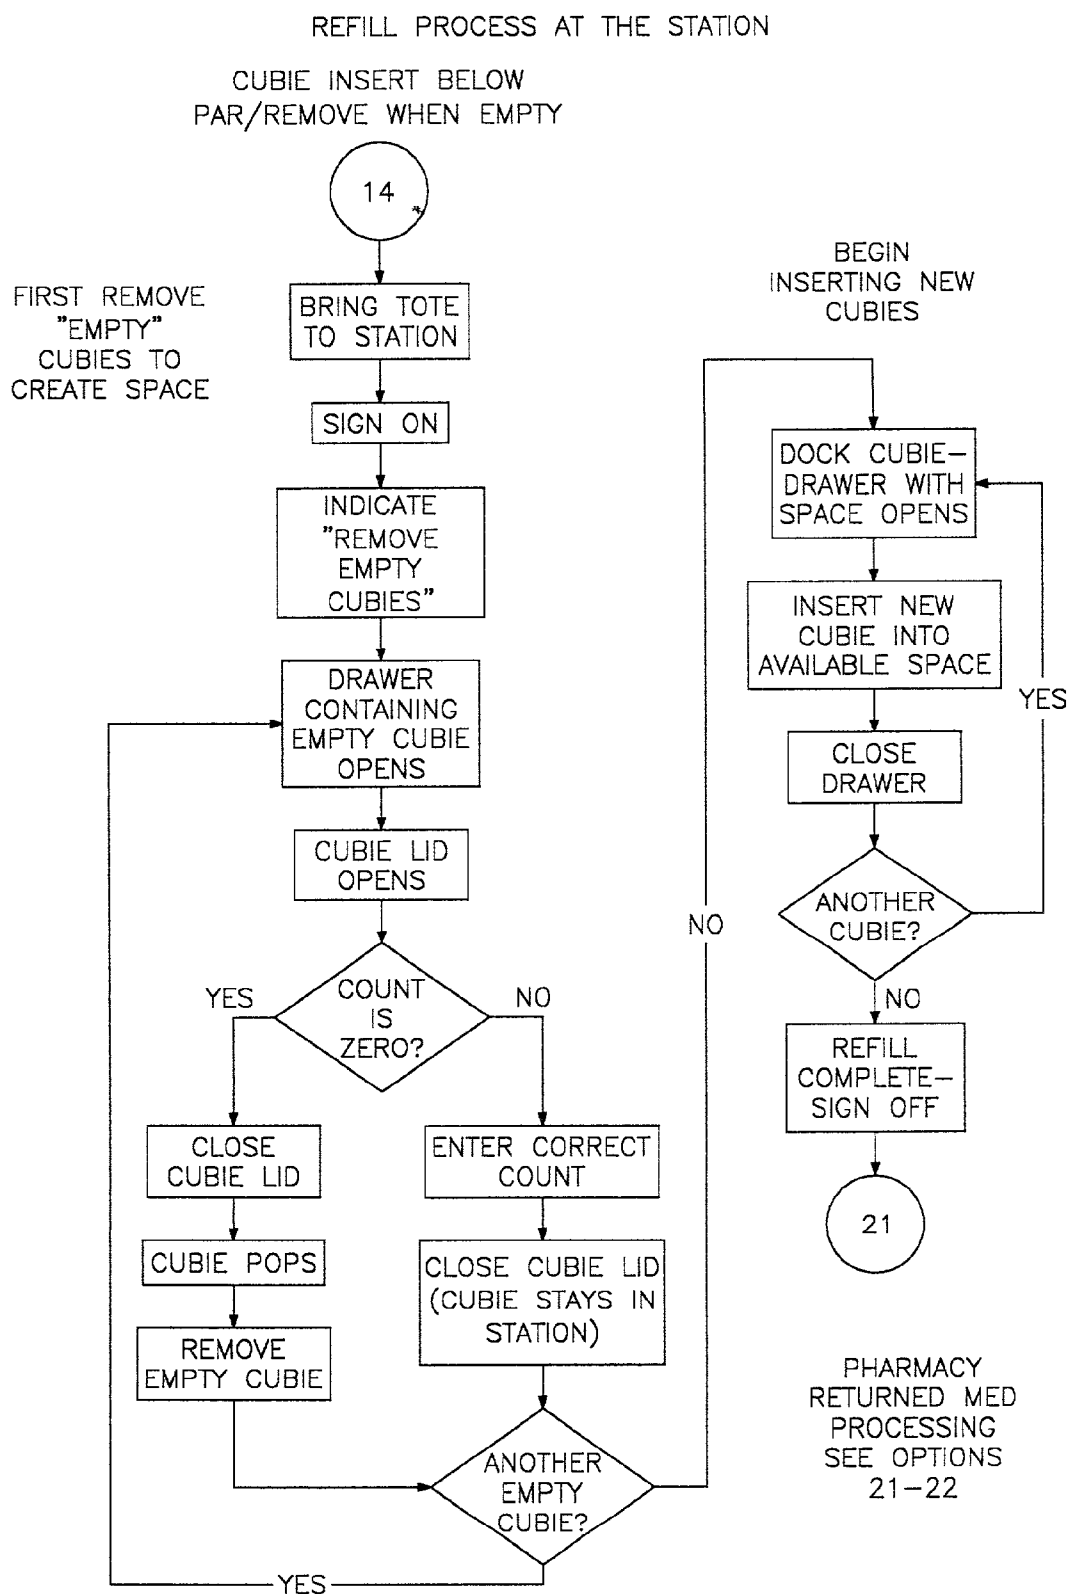 REFILL PROCESS AT THE STATION
CUBIE INSERT BELOW
PAR/REMOVE WHEN EMPTY
14
*
FIRST REMOVE
"EMPTY"
CUBIES TO
CREATE SPACE
BRING TOTE
TO STATION
SIGN ON
INDICATE
"REMOVE
EMPTY
CUBIES"
DRAWER
CONTAINING
EMPTY CUBIE
OPENS
CUBIE LID
OPENS
COUNT
IS
ZERO?
YES
NO
CLOSE
CUBIE LID
CUBIE POPS
REMOVE
EMPTY CUBIE
ENTER CORRECT
COUNT
CLOSE CUBIE LID
(CUBIE STAYS IN
STATION)
ANOTHER
EMPTY
CUBIE?
YES
NO
BEGIN
INSERTING NEW
CUBIES
DOCK CUBIE-
DRAWER WITH
SPACE OPENS
INSERT NEW
CUBIE INTO
AVAILABLE SPACE
CLOSE
DRAWER
ANOTHER
CUBIE?
YES
NO
REFILL
COMPLETE-
SIGN OFF
21
PHARMACY
RETURNED MED
PROCESSING
SEE OPTIONS
21-22